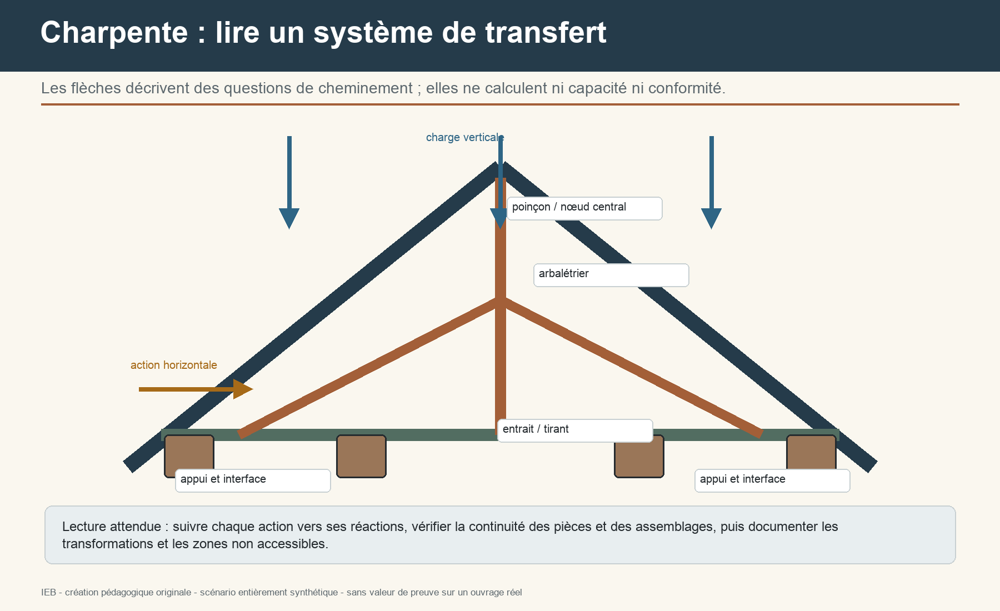 Charpente : lire un système de transfert
Les flèches décrivent des questions de cheminement ; elles ne calculent ni capacité ni conformité.
charge verticale
poinçon / nœud central
arbalétrier
action horizontale
entrait / tirant
appui et interface
appui et interface
Lecture attendue : suivre chaque action vers ses réactions, vérifier la continuité des pièces et des assemblages, puis documenter les
transformations et les zones non accessibles.
IEB - création pédagogique originale - scénario entièrement synthétique - sans valeur de preuve sur un ouvrage réel